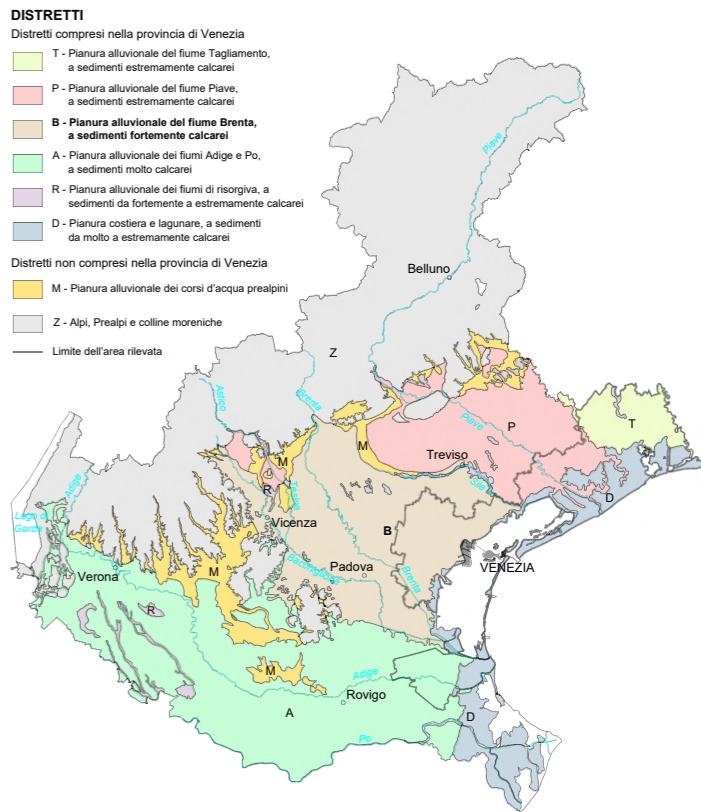 DISTRETTI
Distretti compresi nella provincia di Venezia
T - Pianura alluvionale del fiume Tagliamento,
a sedimenti estremamente calcarei
P - Pianura alluvionale del fiume Piave,
a sedimenti estremamente calcarei
B - Pianura alluvionale del fiume Brenta,
a sedimenti fortemente calcarei
A - Pianura alluvionale dei fiumi Adige e Po,
a sedimenti molto calcarei
R - Pianura alluvionale dei fiumi di risorgiva, a
sedimenti da fortemente a estremamente calcarei
D - Pianura costiera e lagunare, a sedimenti
da molto a estremamente calcarei
Distretti non compresi nella provincia di Venezia
M - Pianura alluvionale dei corsi d'acqua prealpini
Z - Alpi, Prealpi e colline moreniche
Limite dell'area rilevata
Piave
Belluno
Z
Astico
Brenta
P
T
Piave
M
M
Treviso
Sile
Adige
R
D
Lago di
Garda
Vicenza
B
Verona
M
Bacchiglione
Padova
Brenta
VENEZIA
R
M
Adige
Rovigo
A
D
Po